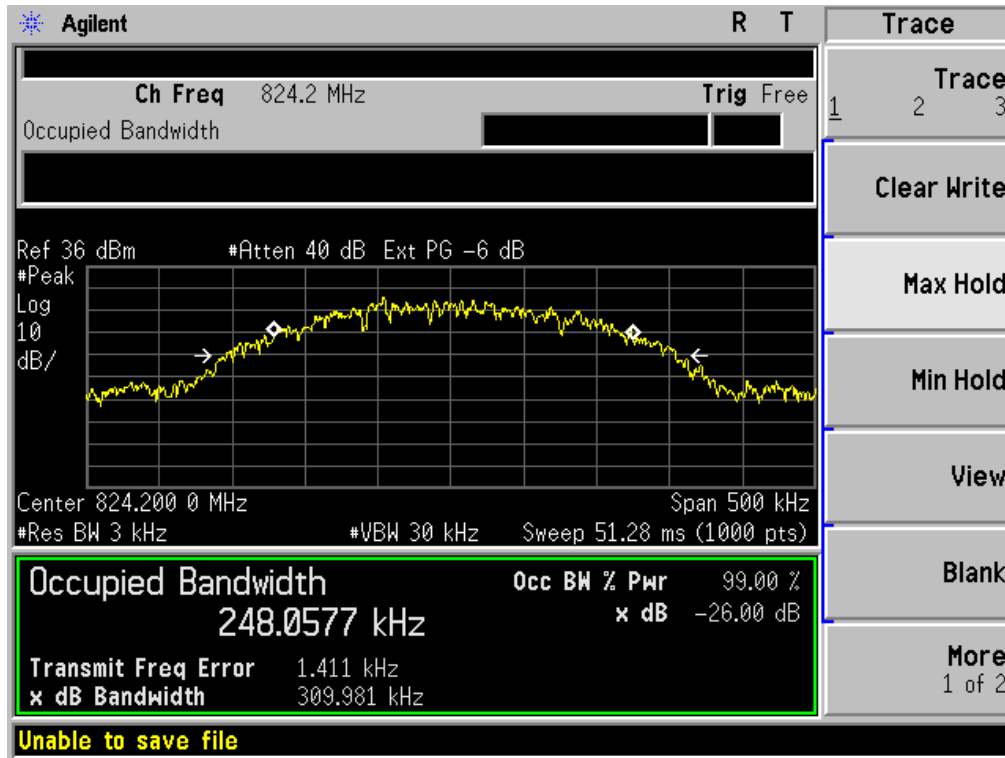 Agilent R T Trace
Ch Freq 824.2 MHz Trig Free
Occupied Bandwidth
Trace
1 2 3
Clear Write
Max Hold
Min Hold
View
Blank
More
1 of 2
Ref 36 dBm #Atten 40 dB Ext PG -6 dB
#Peak
Log
10
dB/
Center 824.200 0 MHz Span 500 kHz
#Res BW 3 kHz #VBW 30 kHz Sweep 51.28 ms (1000 pts)
Occupied Bandwidth Occ BW % Pwr 99.00 %
248.0577 kHz x dB -26.00 dB
Transmit Freq Error 1.411 kHz
x dB Bandwidth 309.981 kHz
Unable to save file